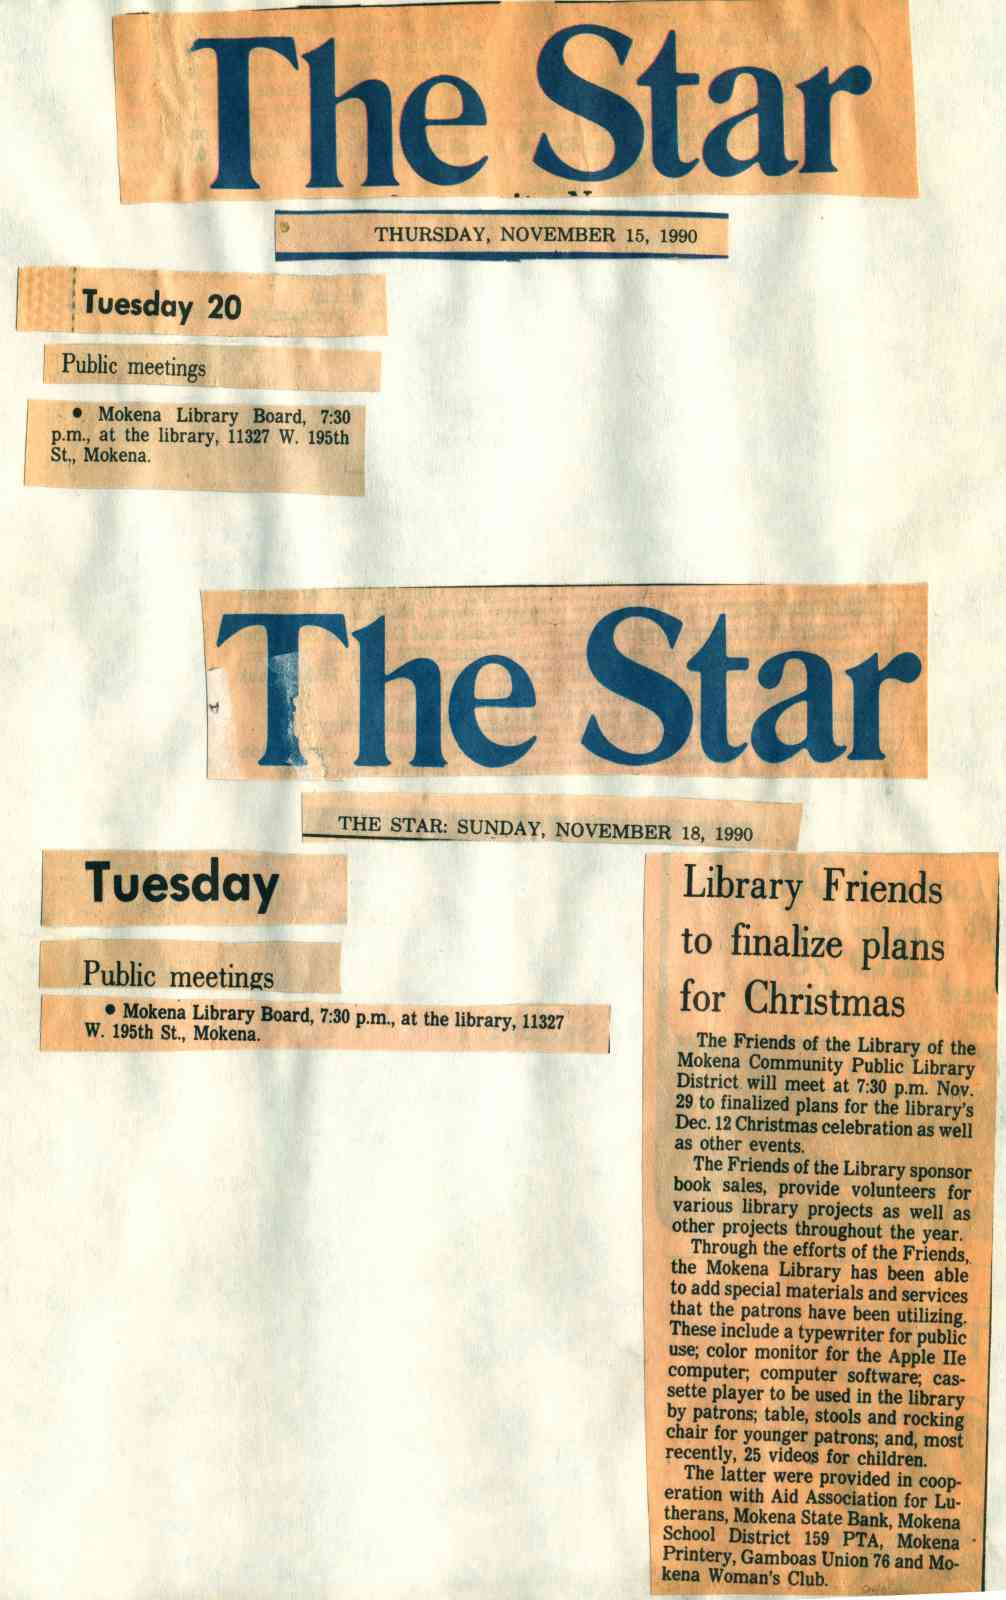 The Star
THURSDAY, NOVEMBER 15, 1990
Tuesday 20
Public meetings
● Mokena Library Board, 7:30
p.m., at the library, 11327 W. 195th
St., Mokena.
The Star
THE STAR: SUNDAY, NOVEMBER 18, 1990
Tuesday
Public meetings
● Mokena Library Board, 7:30 p.m., at the library, 11327
W. 195th St., Mokena.
Library Friends
to finalize plans
for Christmas
The Friends of the Library of the
Mokena Community Public Library
District will meet at 7:30 p.m. Nov.
29 to finalized plans for the library's
Dec. 12 Christmas celebration as well
as other events.
The Friends of the Library sponsor
book sales, provide volunteers for
various library projects as well as
other projects throughout the year.
Through the efforts of the Friends,
the Mokena Library has been able
to add special materials and services
that the patrons have been utilizing.
These include a typewriter for public
use; color monitor for the Apple IIe
computer; computer software; cas-
sette player to be used in the library
by patrons; table, stools and rocking
chair for younger patrons; and, most
recently, 25 videos for children.
The latter were provided in coop-
eration with Aid Association for Lu-
therans, Mokena State Bank, Mokena
School District 159 PTA, Mokena
Printery, Gamboas Union 76 and Mo-
kena Woman's Club.